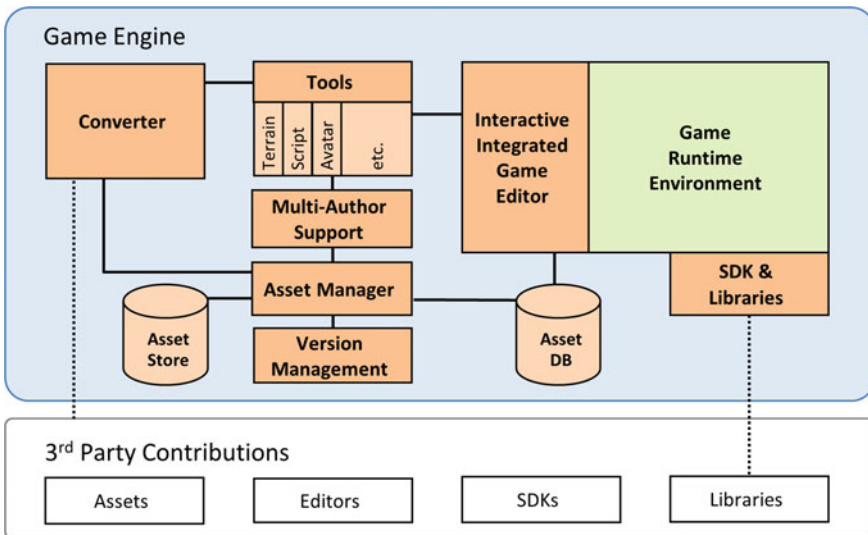 Game Engine
Converter
Tools
Terrain
Script
Avatar
etc.
Interactive
Integrated
Game
Editor
Game
Runtime
Environment
Multi-Author
Support
Asset Manager
SDK &
Libraries
Asset
Store
Version
Management
Asset
DB
3rd Party Contributions
Assets
Editors
SDKs
Libraries